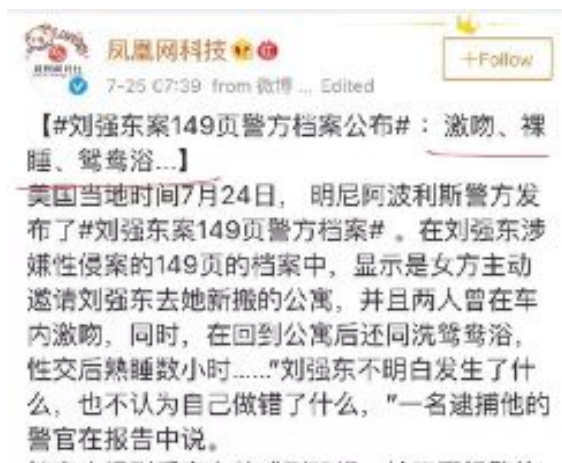 凤凰网科技
+Follow
7-25 07:39 from 微博 ... Edited
【#刘强东案149页警方档案公布#：激吻、裸
睡、鸳鸯浴...】
美国当地时间7月24日， 明尼阿波利斯警方发
布了#刘强东案149页警方档案# 。在刘强东涉
嫌性侵案的149页的档案中，显示是女方主动
邀请刘强东去她新搬的公寓，并且两人曾在车
内激吻，同时，在回到公寓后还同洗鸳鸯浴，
性交后熟睡数小时......"刘强东不明白发生了什
么，也不认为自己做错了什么，"一名逮捕他的
警官在报告中说。